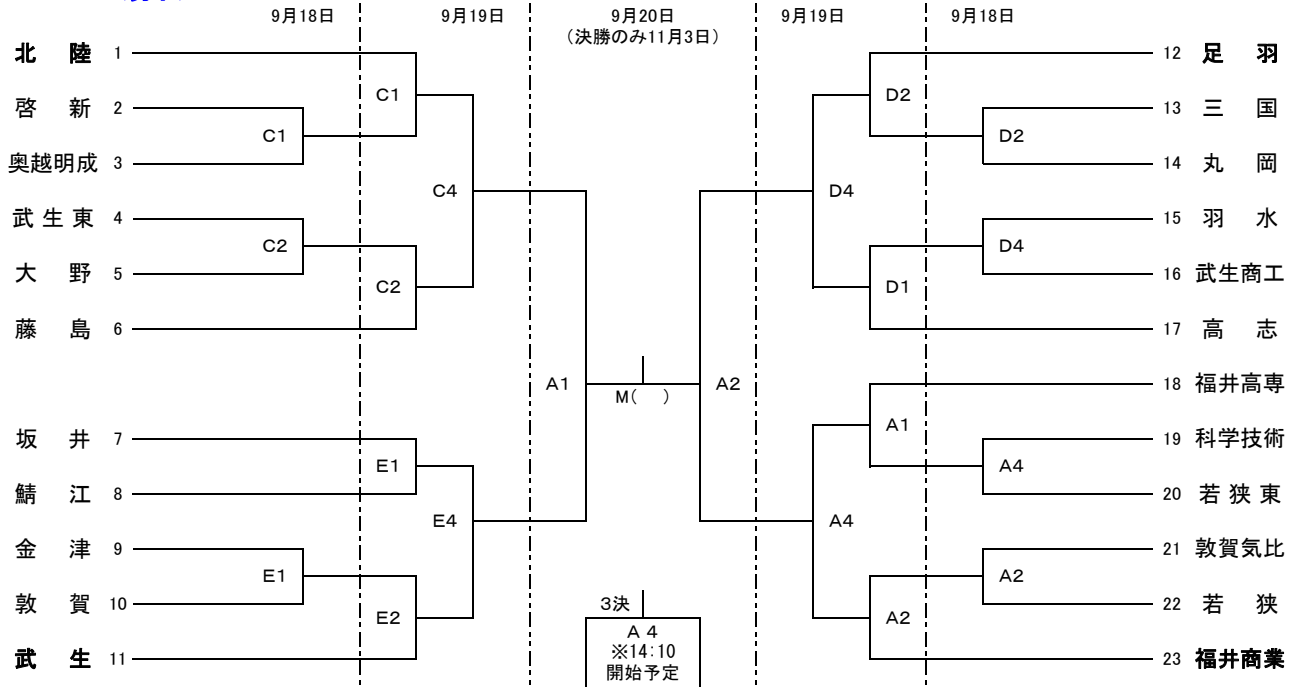 9月18日 9月19日 9月20日 9月19日 9月18日
(決勝のみ11月3日)
北 陸 1
12 足 羽
C1
D2
啓 新 2
13 三 国
C1
D2
奥越明成 3
14 丸 岡
C4
D4
武生東 4
15 羽 水
C2
D4
大 野 5
16 武生商工
C2
D1
藤 島 6
17 高 志
A1
M( )
A2
18 福井高専
坂 井 7
A1
19 科学技術
E1
A4
鯖 江 8
20 若狭東
E4
A4
金 津 9
21 敦賀気比
E1
A2
敦 賀 10
22 若 狭
E2
A2
3決
A4
※14:10
開始予定
武 生 11
23 福井商業